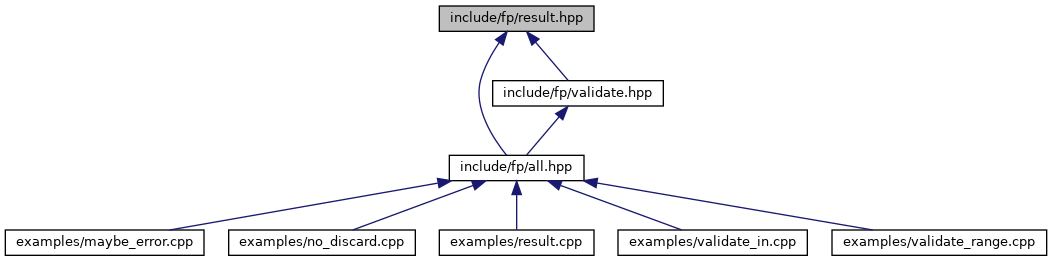 include/fp/result.hpp
include/fp/validate.hpp
include/fp/all.hpp
examples/maybe_error.cpp
examples/no_discard.cpp
examples/result.cpp
examples/validate_in.cpp
examples/validate_range.cpp